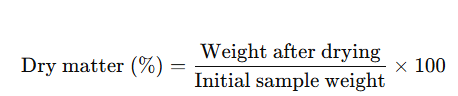 Dry matter (%) = Weight after drying / Initial sample weight × 100